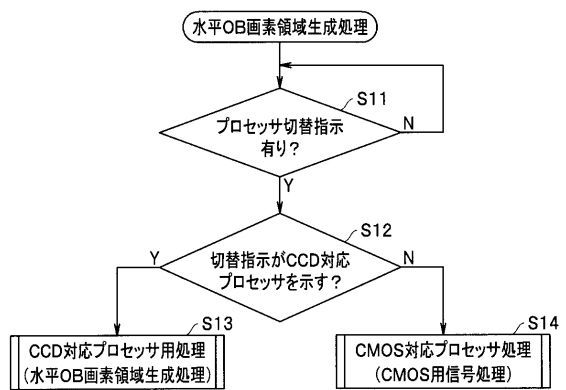 水平OB画素領域生成処理
S11
プロセッサ切替指示
有り?
N
Y
S12
切替指示がCCD対応
プロセッサを示す?
Y
N
S13
CCD対応プロセッサ用処理
(水平OB画素領域生成処理)
S14
CMOS対応プロセッサ処理
(CMOS用信号処理)